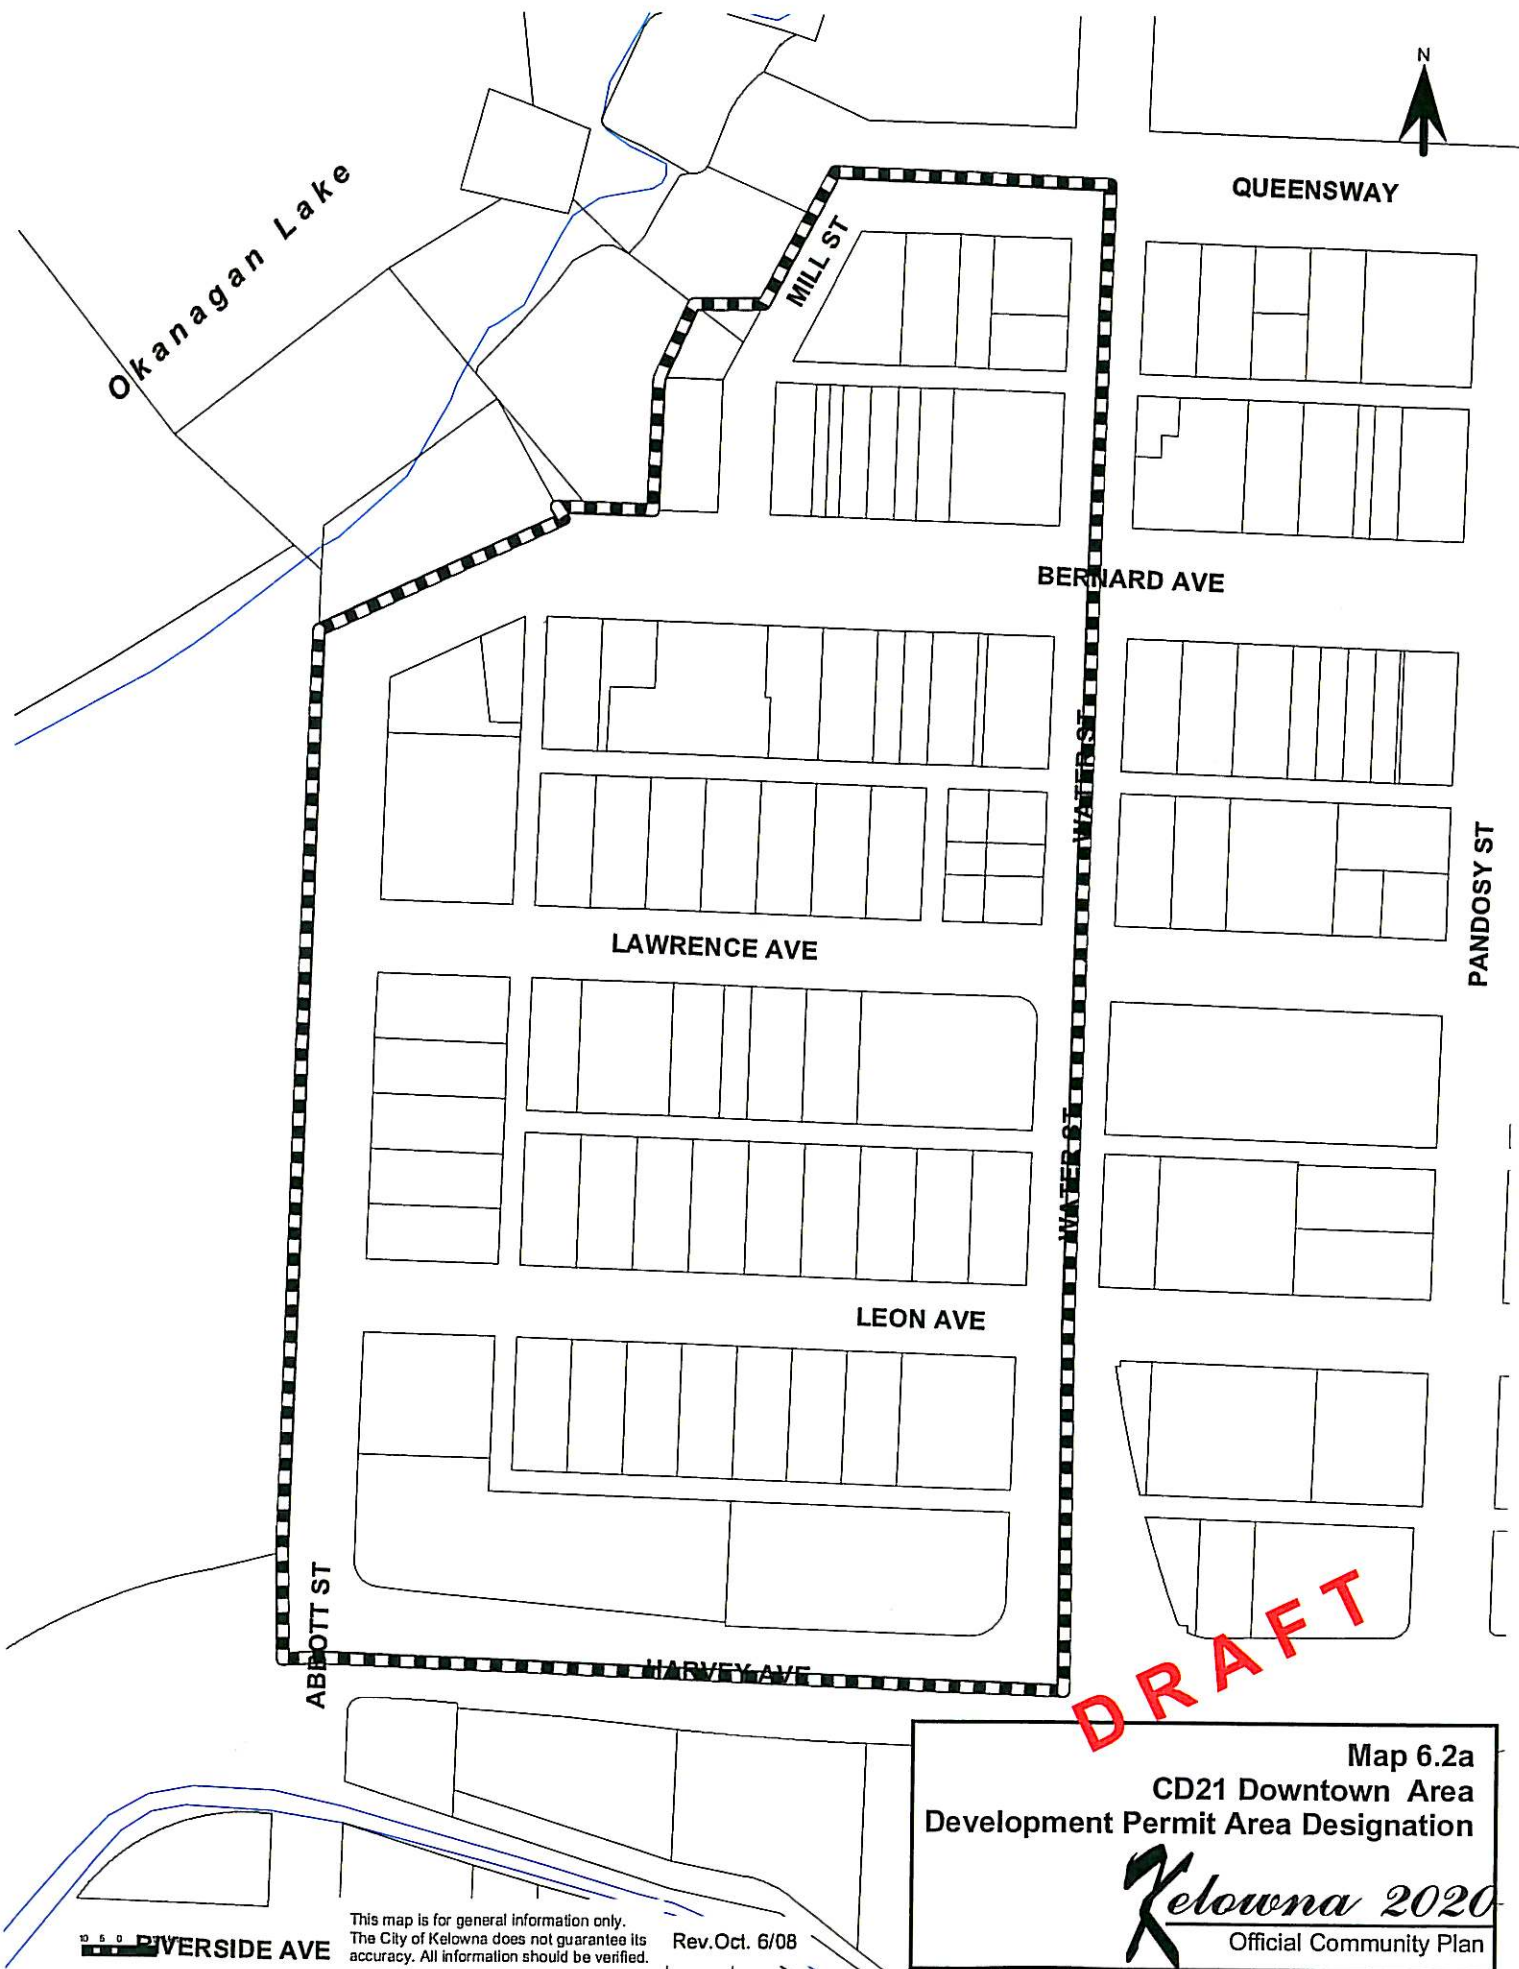 N
QUEENSWAY
Okanagan Lake
MILL ST
BERNARD AVE
WATER ST
PANDOSY ST
LAWRENCE AVE
WATER ST
LEON AVE
ABBOTT ST
HARVEY AVE
DRAFT
Map 6.2a
CD21 Downtown Area
Development Permit Area Designation
Kelowna 2020
Official Community Plan
10 5 0
RIVERSIDE AVE
This map is for general information only.
The City of Kelowna does not guarantee its
accuracy. All information should be verified.
Rev.Oct. 6/08